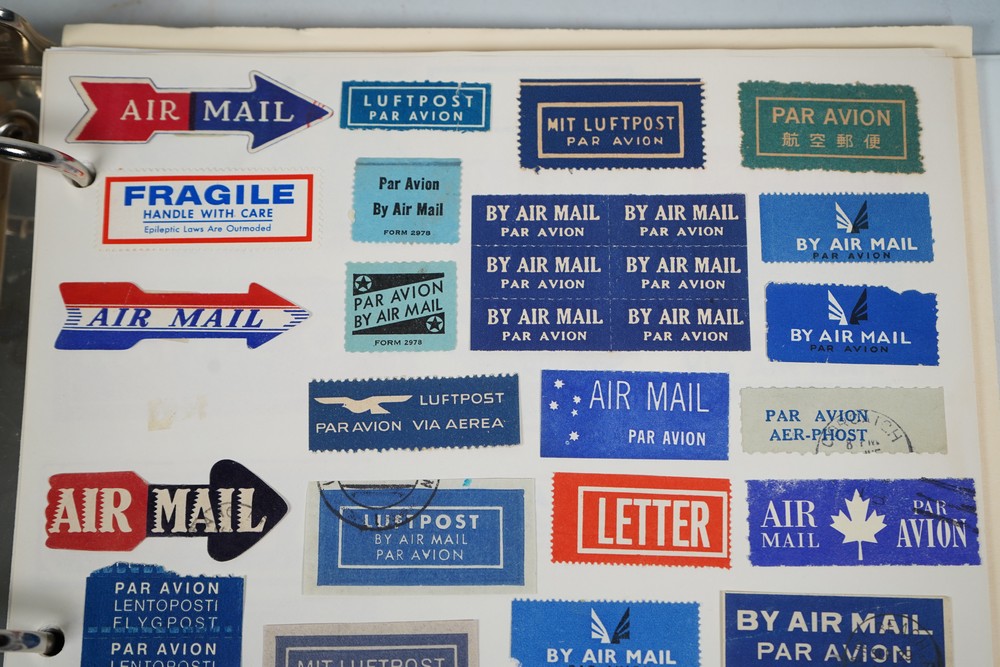 AIR MAIL
LUFTPOST
PAR AVION
MIT LUFTPOST
PAR AVION
PAR AVION
航空郵便
FRAGILE
HANDLE WITH CARE
Epileptic Laws Are Outmoded
Par Avion
By Air Mail
FORM 2978
BY AIR MAIL
PAR AVION
BY AIR MAIL
PAR AVION
BY AIR MAIL
PAR AVION
BY AIR MAIL
PAR AVION
BY AIR MAIL
PAR AVION
BY AIR MAIL
PAR AVION
BY AIR MAIL
PAR AVION
AIR MAIL
PAR AVION
BY AIR MAIL
FORM 2978
BY AIR MAIL
PAR AVION
LUFTPOST
PAR AVION VIA AEREA
AIR MAIL
PAR AVION
PAR AVION
AER-PHOST
AIR MAIL
LUFTPOST
BY AIR MAIL
PAR AVION
LETTER
AIR
MAIL
PAR
AVION
PAR AVION
LENTOPOSTI
FLYGPOST
PAR AVION
LENTOPOSTI
MIT LUFTPOST
BY AIR MAIL
BY AIR MAIL
PAR AVION